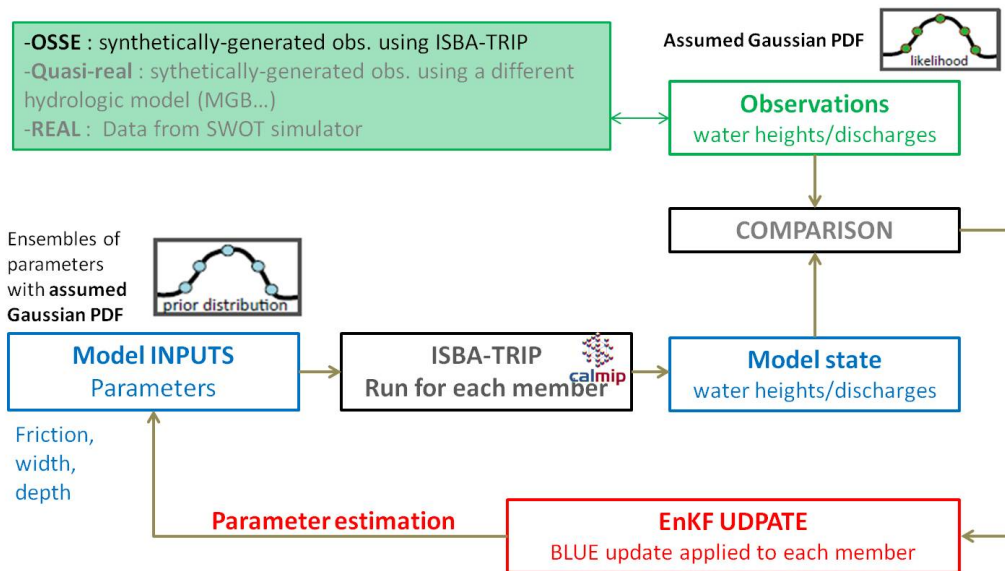 -OSSE : synthetically-generated obs. using ISBA-TRIP
-Quasi-real : sythetically-generated obs. using a different
hydrologic model (MGB...)
-REAL : Data from SWOT simulator
Assumed Gaussian PDF
likelihood
Observations
water heights/discharges
COMPARISON
Ensembles of
parameters
with assumed
Gaussian PDF
prior distribution
Model INPUTS
Parameters
ISBA-TRIP
Run for each member
calmip
Model state
water heights/discharges
Friction,
width,
depth
Parameter estimation
EnKF UDPATE
BLUE update applied to each member